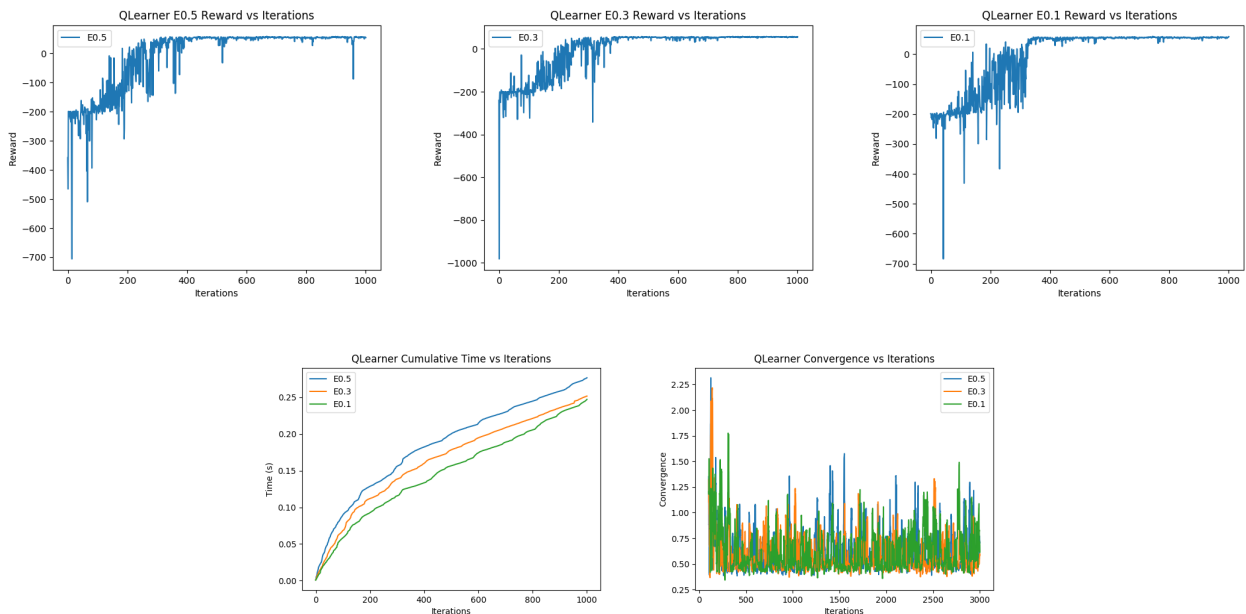 QLearner E0.5 Reward vs Iterations
E0.5
0
−100
−200
−300
−400
−500
−600
−700
Reward
0 200 400 600 800 1000
Iterations
QLearner E0.3 Reward vs Iterations
E0.3
0
−200
−400
−600
−800
−1000
Reward
0 200 400 600 800 1000
Iterations
QLearner E0.1 Reward vs Iterations
E0.1
0
−100
−200
−300
−400
−500
−600
−700
Reward
0 200 400 600 800 1000
Iterations
QLearner Cumulative Time vs Iterations
E0.5
E0.3
E0.1
0.25
0.20
0.15
0.10
0.05
0.00
Time (s)
0 200 400 600 800 1000
Iterations
QLearner Convergence vs Iterations
E0.5
E0.3
E0.1
2.25
2.00
1.75
1.50
1.25
1.00
0.75
0.50
0.25
Convergence
0 500 1000 1500 2000 2500 3000
Iterations